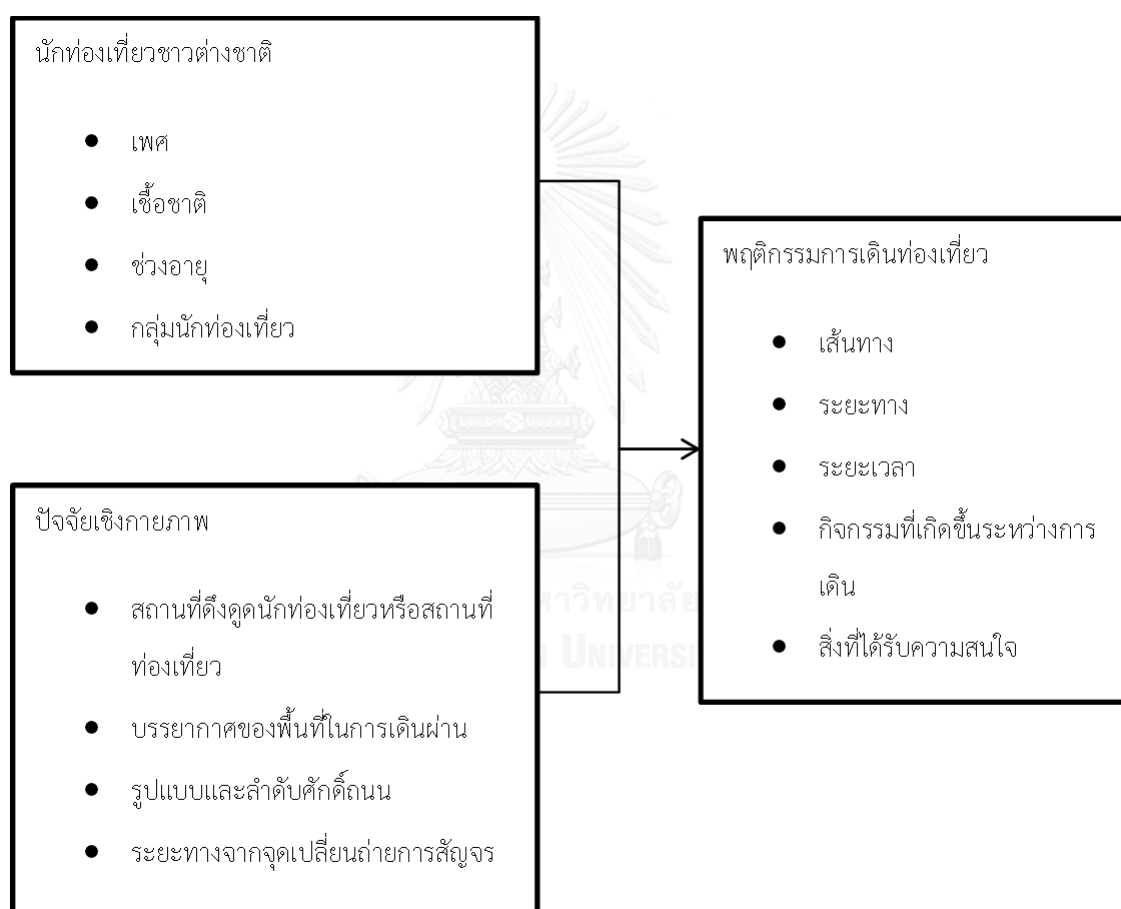 นักท่องเที่ยวชาวต่างชาติ
● เพศ
● เชื้อชาติ
● ช่วงอายุ
● กลุ่มนักท่องเที่ยว
ปัจจัยเชิงกายภาพ
● สถานที่ดึงดูดนักท่องเที่ยวหรือสถานที่
ท่องเที่ยว
● บรรยากาศของพื้นที่ในการเดินผ่าน
● รูปแบบและลำดับศักดิ์ถนน
● ระยะทางจากจุดเปลี่ยนถ่ายการสัญจร
พฤติกรรมการเดินท่องเที่ยว
● เส้นทาง
● ระยะทาง
● ระยะเวลา
● กิจกรรมที่เกิดขึ้นระหว่างการ
เดิน
● สิ่งที่ได้รับความสนใจ